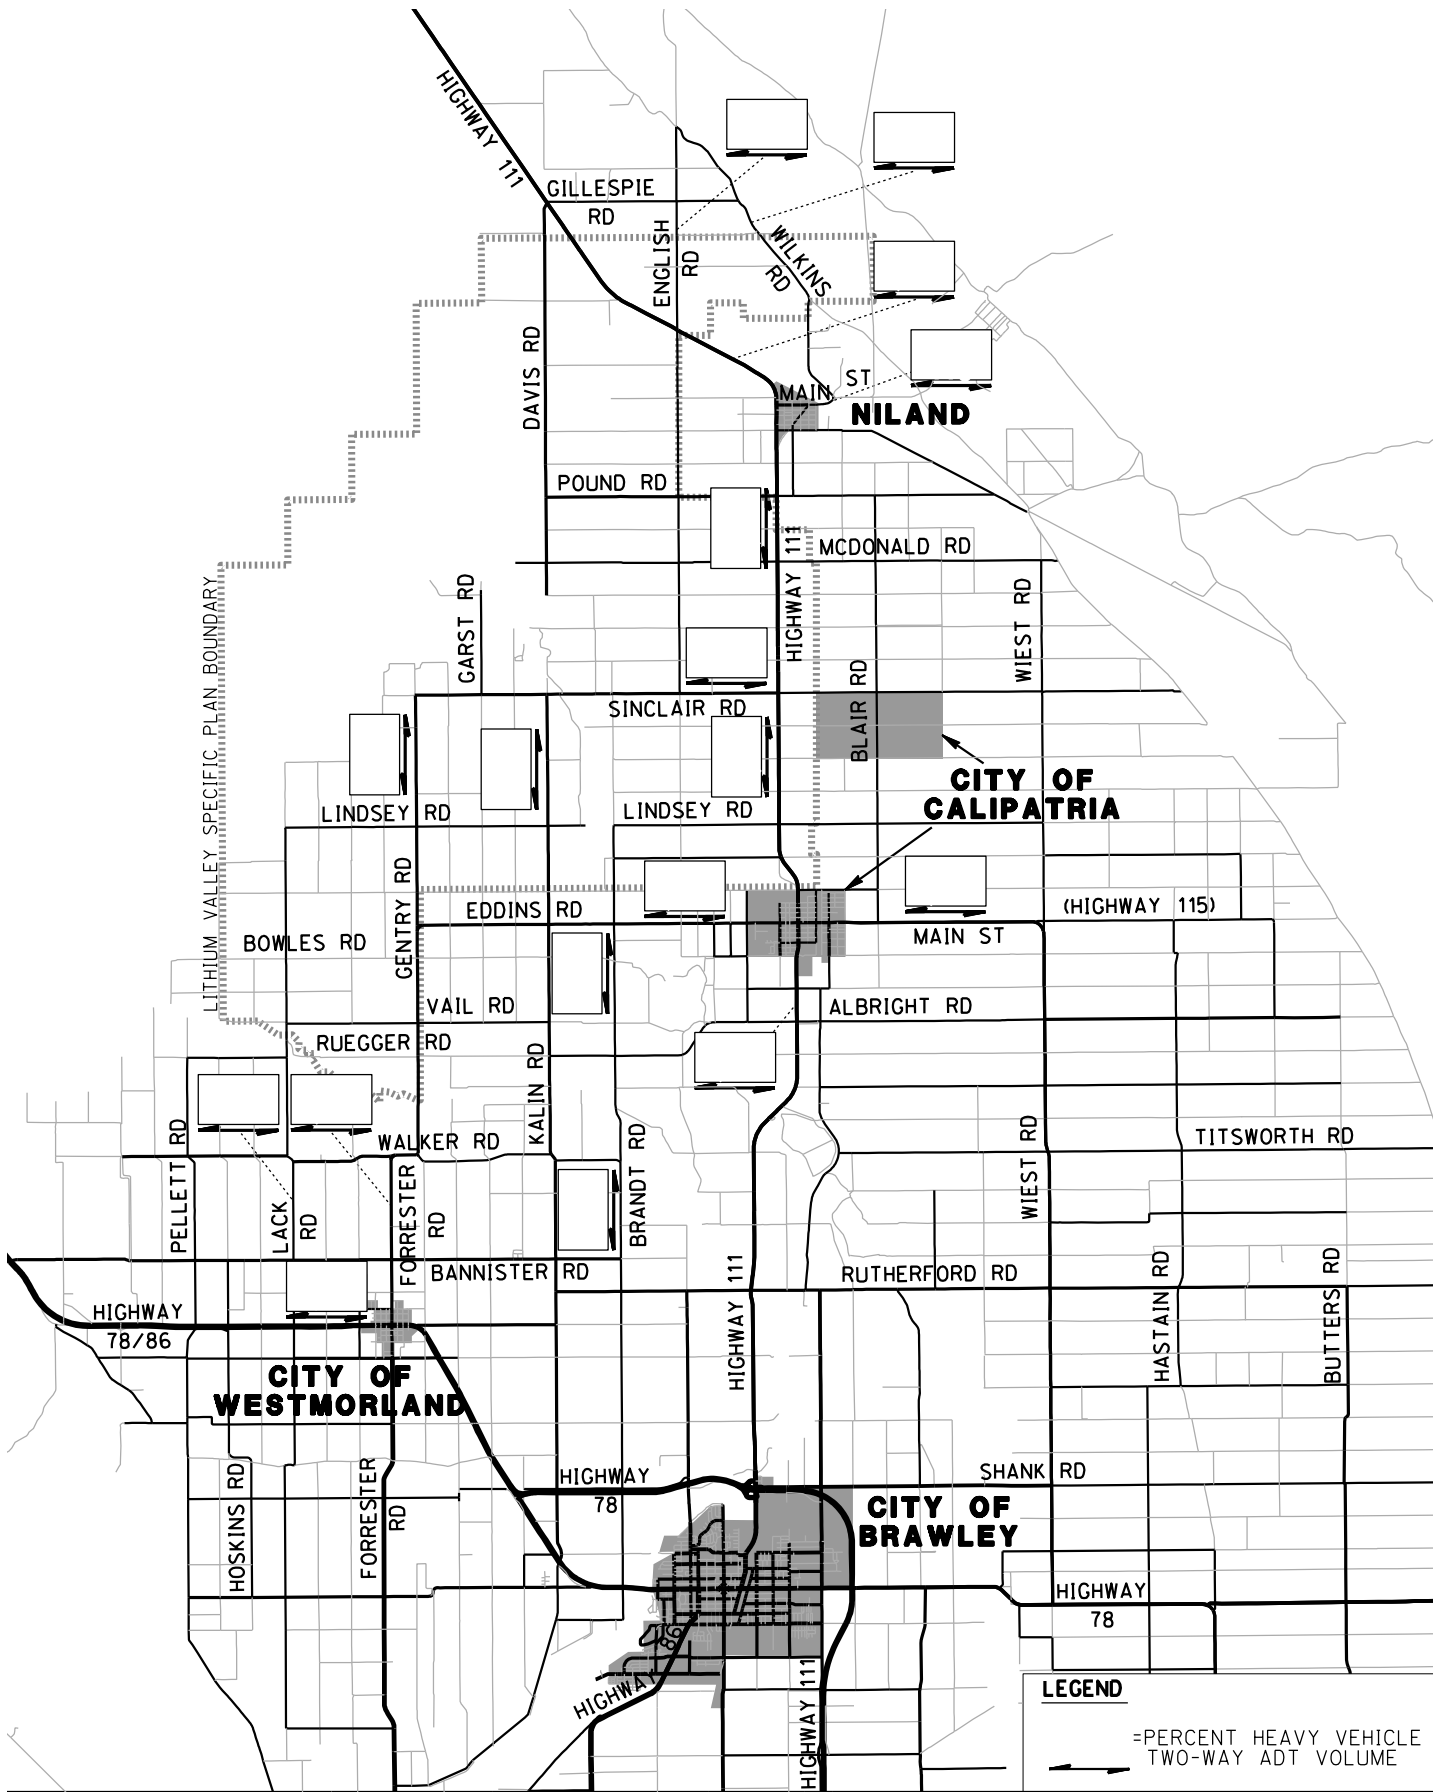 HIGHWAY 111
GILLESPIE
RD
ENGLISH
RD
WILKINS
RD
DAVIS RD
MAIN ST
NILAND
POUND RD
HIGHWAY 111
MCDONALD RD
GARST RD
WIEST RD
LITHIUM VALLEY SPECIFIC PLAN BOUNDARY
SINCLAIR RD
BLAIR RD
CITY OF
CALIPATRIA
LINDSEY RD
LINDSEY RD
GENTRY RD
EDDINS RD
(HIGHWAY 115)
MAIN ST
BOWLES RD
VAIL RD
ALBRIGHT RD
RUEGGER RD
KALIN RD
PELLETT RD
WALKER RD
BRANDT RD
WIEST RD
TITSWORTH RD
LACK
RD
FORRESTER
RD
BANNISTER RD
HIGHWAY 111
RUTHERFORD RD
HASTAIN RD
BUTTERS RD
HIGHWAY
78/86
CITY OF
WESTMORLAND
HOSKINS RD
FORRESTER
RD
HIGHWAY
78
SHANK RD
CITY OF
BRAWLEY
HIGHWAY
78
HIGHWAY 86
HIGHWAY 111
LEGEND
=PERCENT HEAVY VEHICLE
TWO-WAY ADT VOLUME